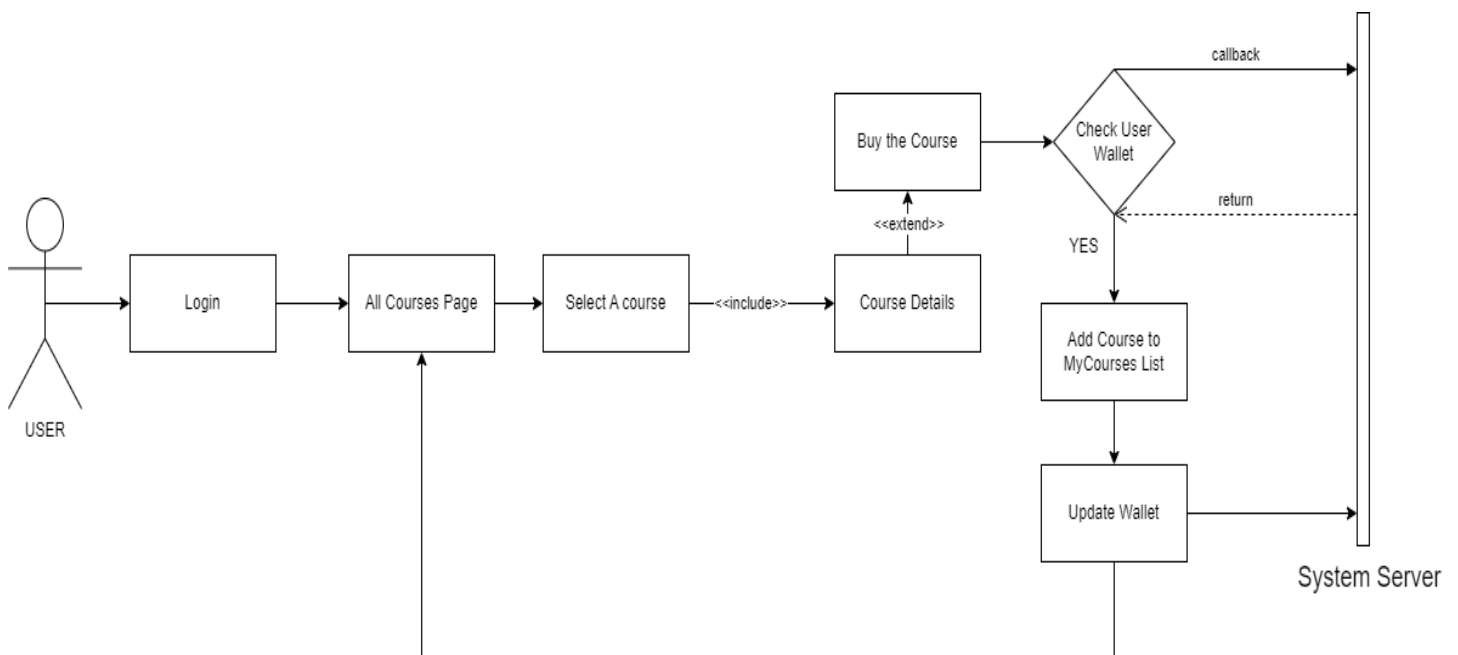 callback
Buy the Course
Check User
Wallet
return
<<extend>>
YES
Login
All Courses Page
Select A course
<<include>>
Course Details
Add Course to
MyCourses List
USER
Update Wallet
System Server